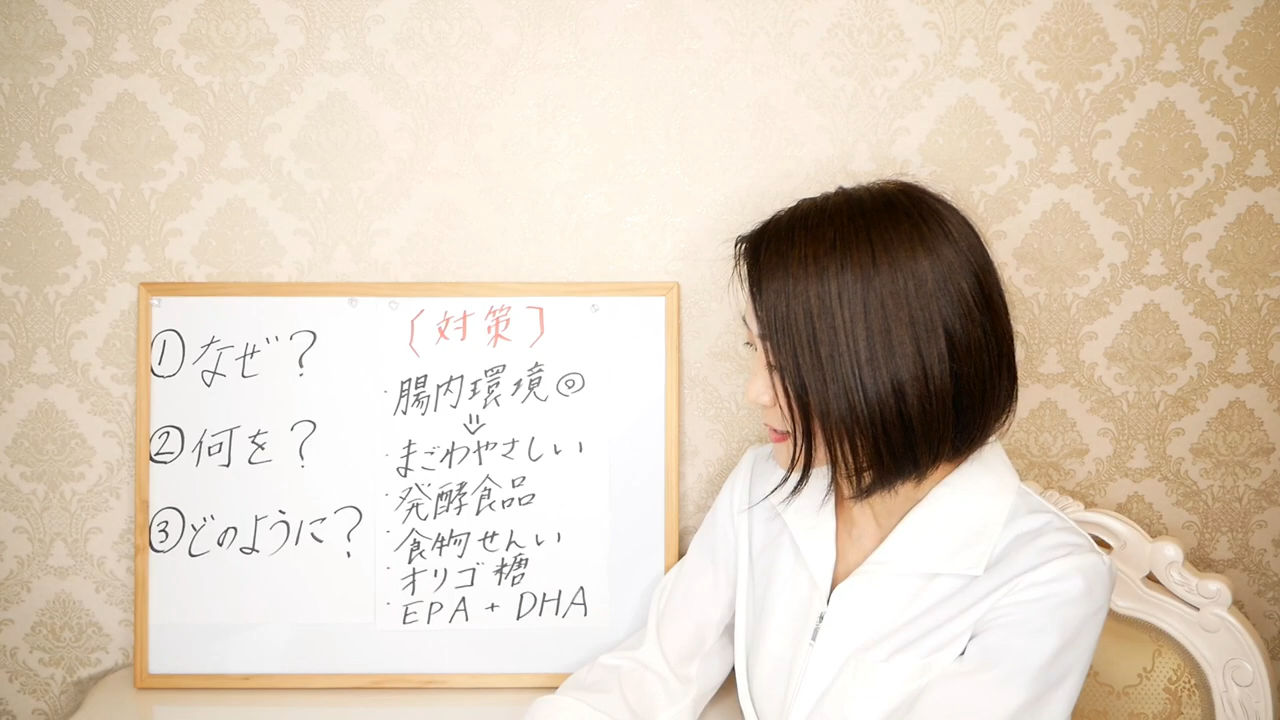 ①なぜ?
②何を?
③どのように?
〔対策〕
・腸内環境◎
⇓
・まごわやさしい
・発酵食品
・食物せんい
・オリゴ糖
・EPA+DHA